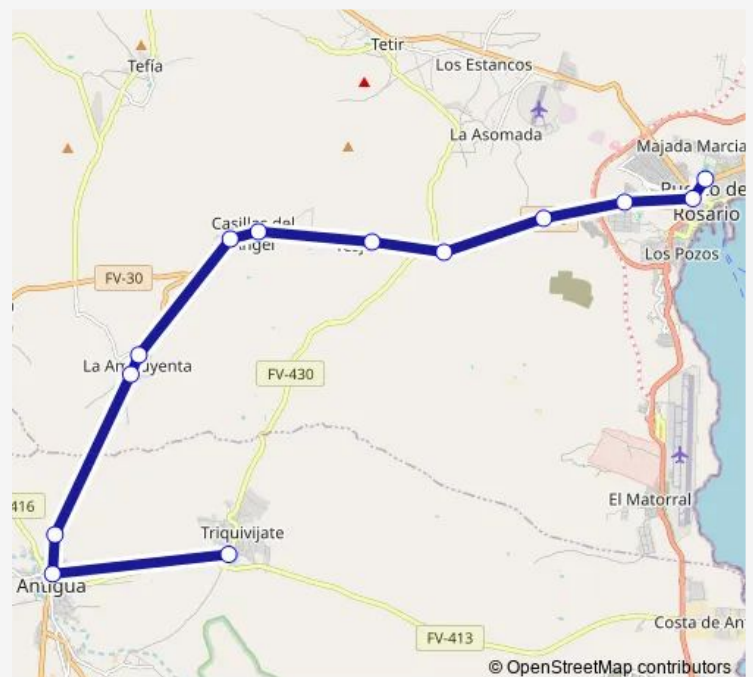 Tetir
Los Estancos
Tefía
La Asomada
Majada Marcia
Rosario
Casillas del
Los Pozos
FV-30
FV-430
416
El Matorral
Triquivijate
Antigua
Costa de An
FV-413
© OpenStreetMap contributors